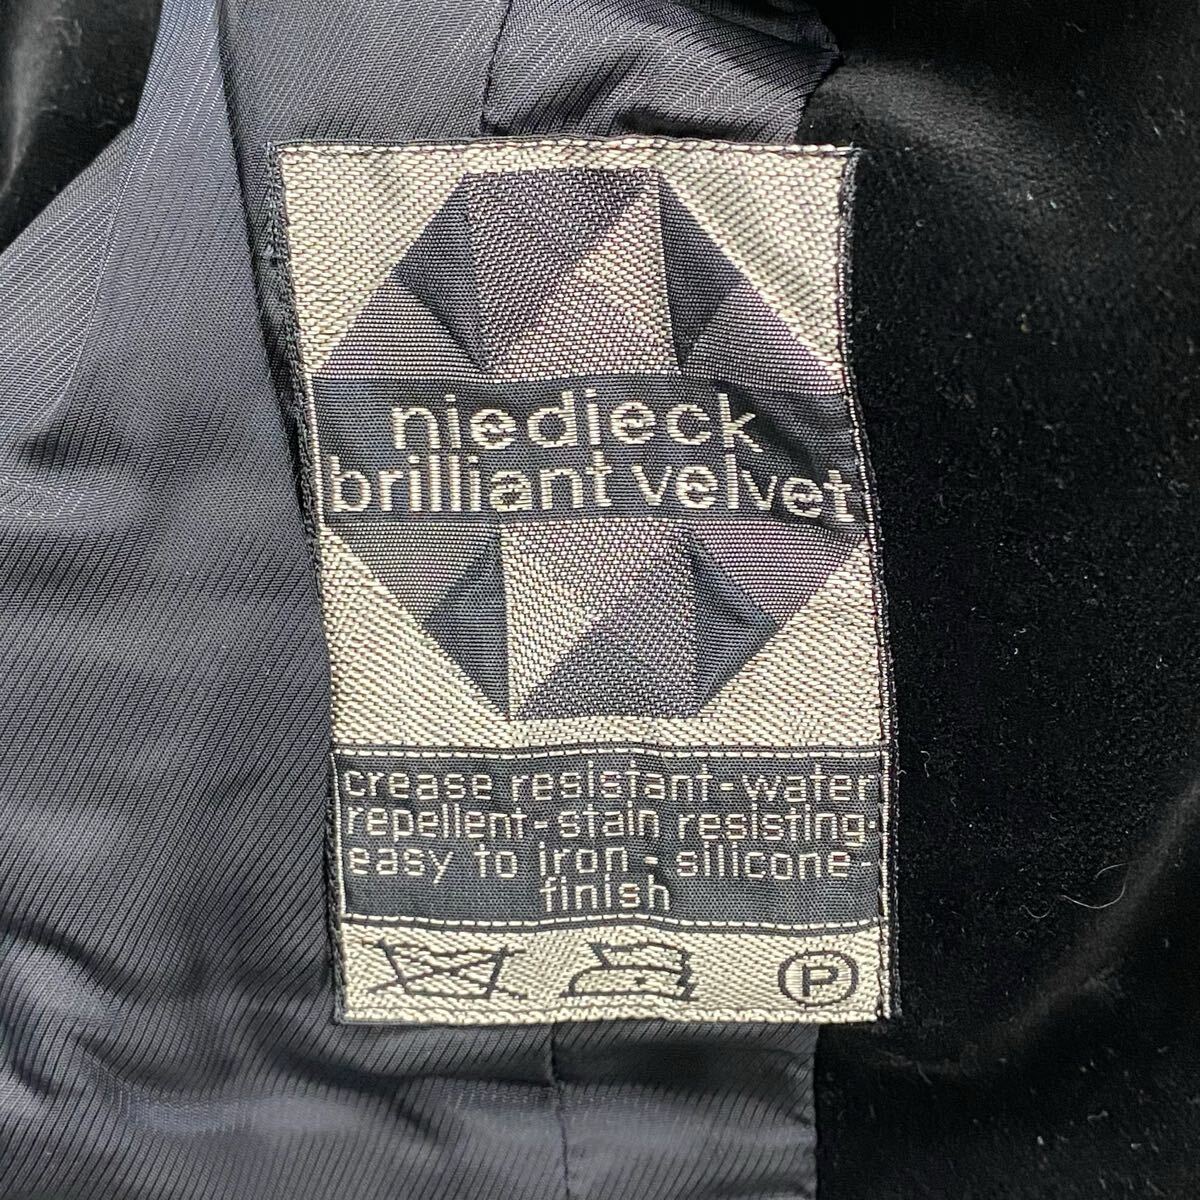 niedieck
brilliant velvet
crease resistant-water
repellent-stain resisting-
easy to iron - silicone-
finish
P